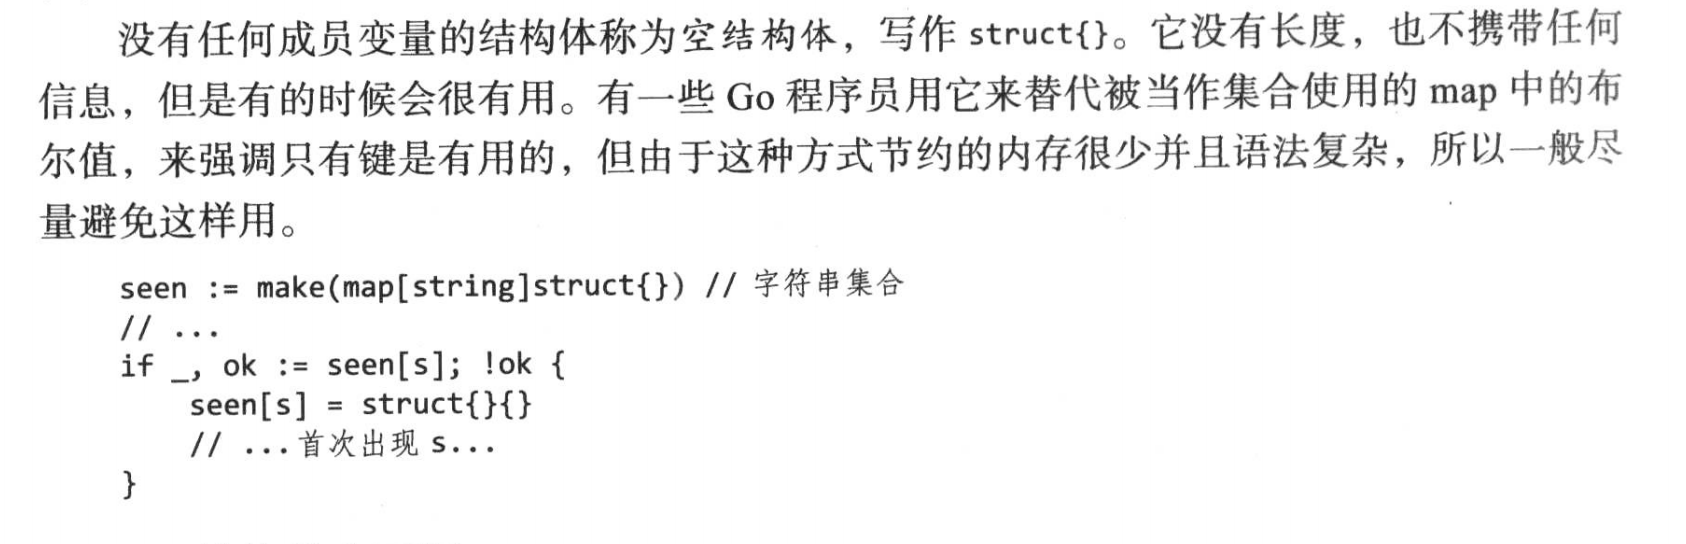 没有任何成员变量的结构体称为空结构体，写作 struct{}。它没有长度，也不携带任何
信息，但是有的时候会很有用。有一些 Go 程序员用它来替代被当作集合使用的 map 中的布
尔值，来强调只有键是有用的，但由于这种方式节约的内存很少并且语法复杂，所以一般尽
量避免这样用。
seen := make(map[string]struct{}) // 字符串集合
// ...
if _, ok := seen[s]; !ok {
    seen[s] = struct{}{}
    // ...首次出现 s...
}